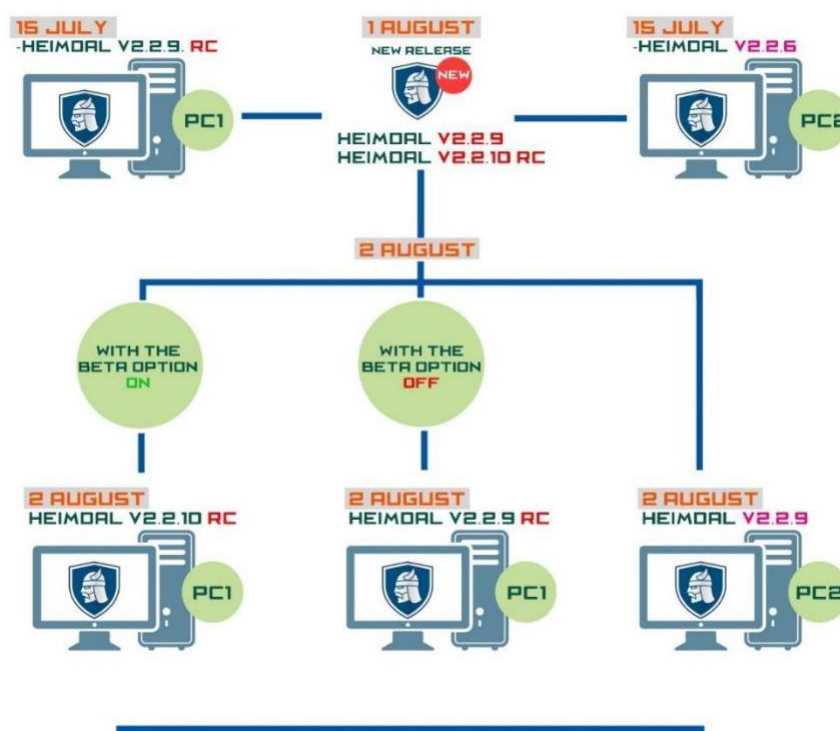 15 JULY
-HEIMDAL V2.2.9. RC
PC1
1 AUGUST
NEW RELEASE
NEW
HEIMDAL V2.2.9
HEIMDAL V2.2.10 RC
15 JULY
-HEIMDAL V2.2.6
PC2
2 AUGUST
WITH THE
BETA OPTION
ON
WITH THE
BETA OPTION
OFF
2 AUGUST
HEIMDAL V2.2.10 RC
PC1
2 AUGUST
HEIMDAL V2.2.9 RC
PC1
2 AUGUST
HEIMDAL V2.2.9
PC2